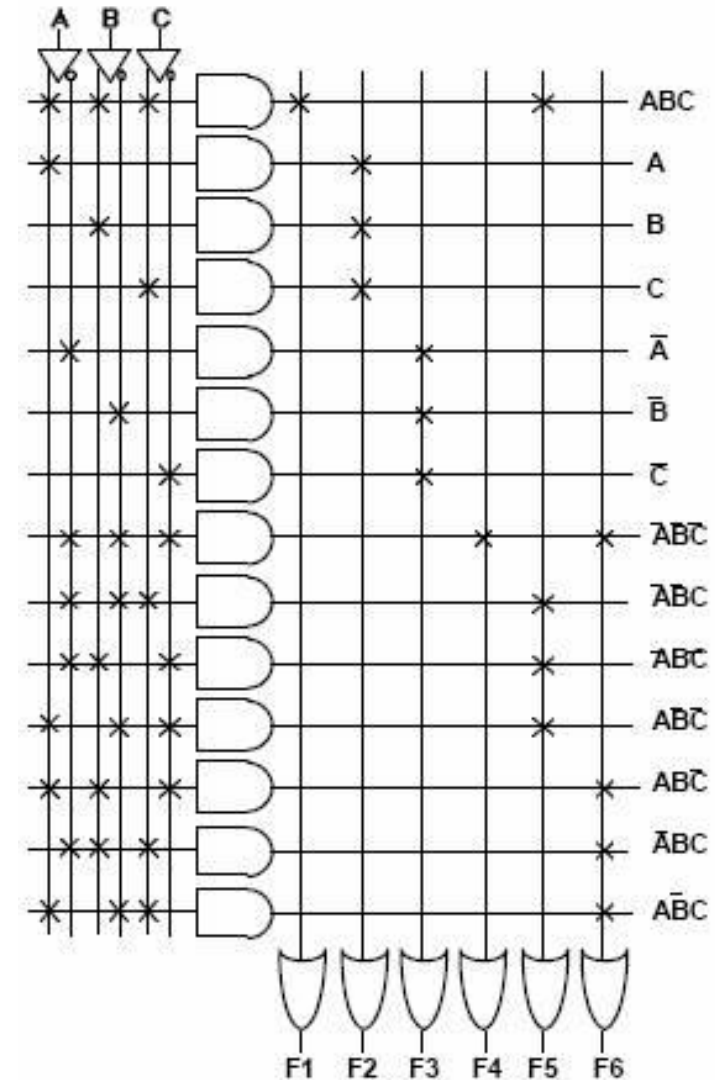 A B C
ABC
A
B
C
A̅
B̅
C̅
A̅B̅C̅
A̅B̅C
A̅BC̅
AB̅C̅
ABC̅
A̅BC
AB̅C
F1 F2 F3 F4 F5 F6